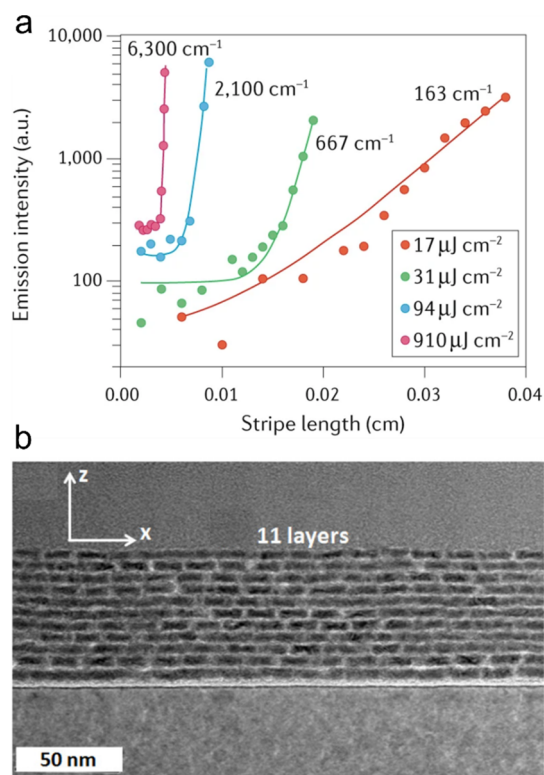 a
10,000
1,000
100
Emission intensity (a.u.)
6,300 cm⁻¹
2,100 cm⁻¹
667 cm⁻¹
163 cm⁻¹
17 μJ cm⁻²
31 μJ cm⁻²
94 μJ cm⁻²
910 μJ cm⁻²
0.00 0.01 0.02 0.03 0.04
Stripe length (cm)
b
z
x
11 layers
50 nm